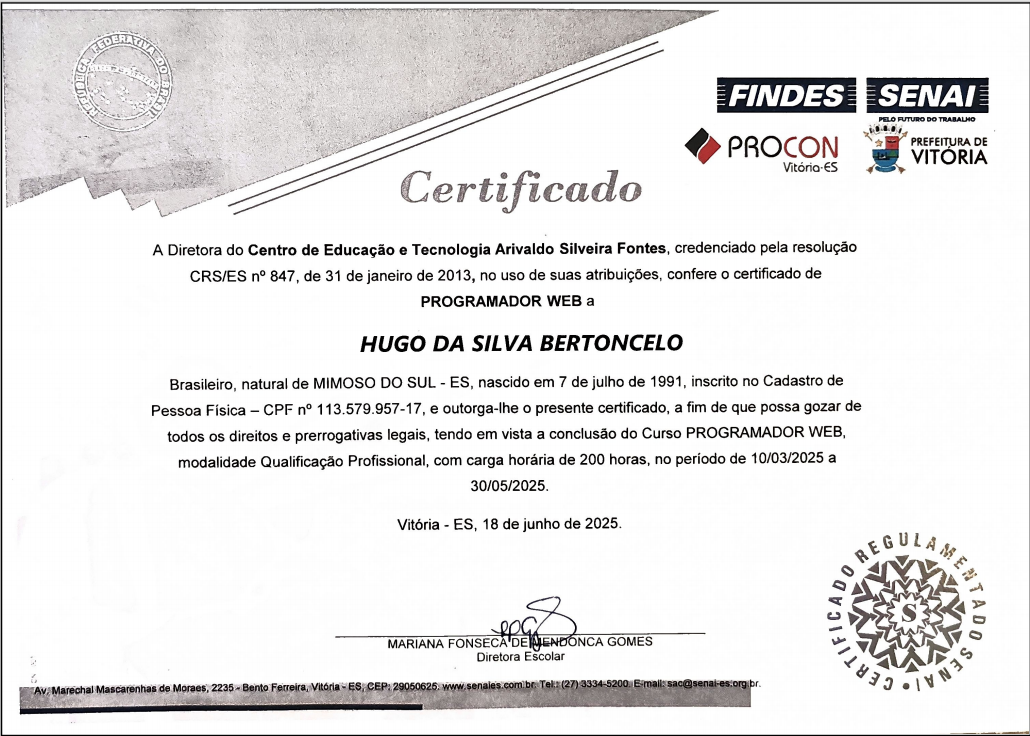 REPÚBLICA FEDERATIVA DO BRASIL
FINDES SENAI
PELO FUTURO DO TRABALHO
PROCON
Vitória-ES
PREFEITURA DE
VITÓRIA
Certificado
A Diretora do Centro de Educação e Tecnologia Arivaldo Silveira Fontes, credenciado pela resolução
CRS/ES nº 847, de 31 de janeiro de 2013, no uso de suas atribuições, confere o certificado de
PROGRAMADOR WEB a
HUGO DA SILVA BERTONCELO
Brasileiro, natural de MIMOSO DO SUL - ES, nascido em 7 de julho de 1991, inscrito no Cadastro de
Pessoa Física – CPF nº 113.579.957-17, e outorga-lhe o presente certificado, a fim de que possa gozar de
todos os direitos e prerrogativas legais, tendo em vista a conclusão do Curso PROGRAMADOR WEB,
modalidade Qualificação Profissional, com carga horária de 200 horas, no período de 10/03/2025 a
30/05/2025.
Vitória - ES, 18 de junho de 2025.
MARIANA FONSECA DE MENDONCA GOMES
Diretora Escolar
CERTIFICADO REGULAMENTADO SENAI
S
Av. Marechal Mascarenhas de Moraes, 2235 - Bento Ferreira, Vitória - ES, CEP: 29050625. www.senaies.com.br. Tel.: (27) 3334-5200. E-mail: sac@senai-es.org.br.